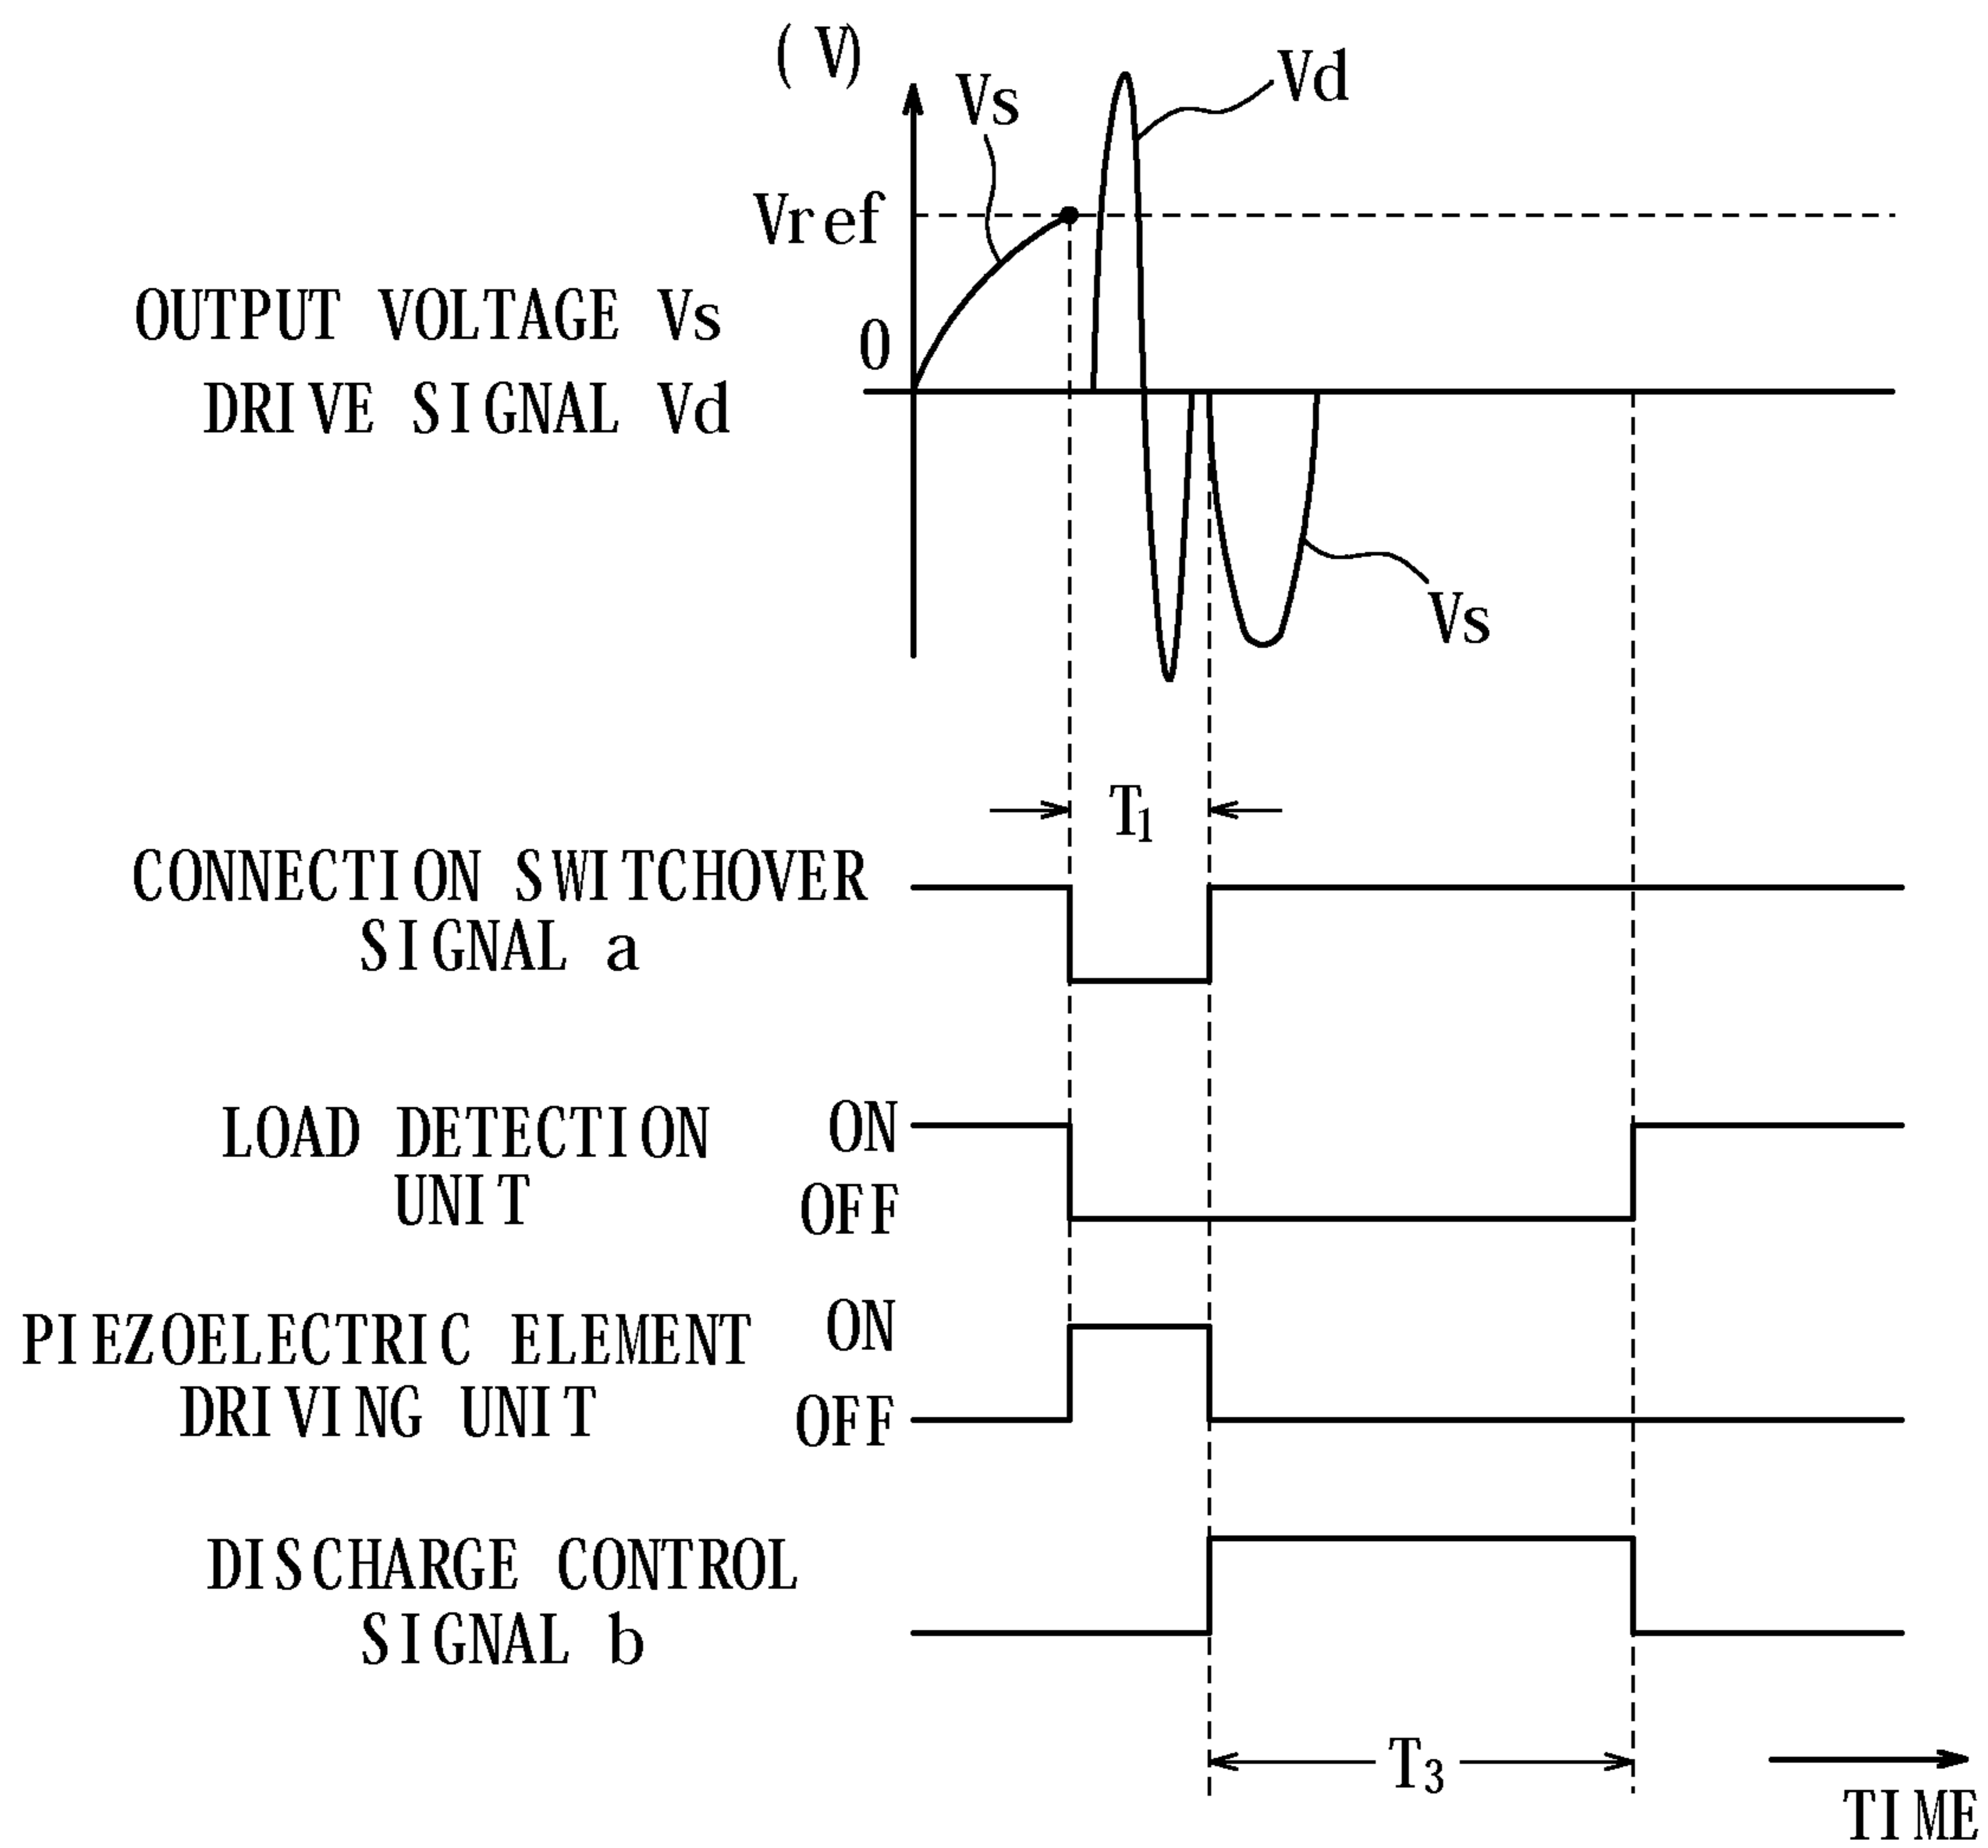 (V)
Vs
Vd
Vref
OUTPUT VOLTAGE Vs
0
DRIVE SIGNAL Vd
Vs
T1
CONNECTION SWITCHOVER
SIGNAL a
LOAD DETECTION
UNIT
ON
OFF
PIEZOELECTRIC ELEMENT
DRIVING UNIT
ON
OFF
DISCHARGE CONTROL
SIGNAL b
T3
TIME